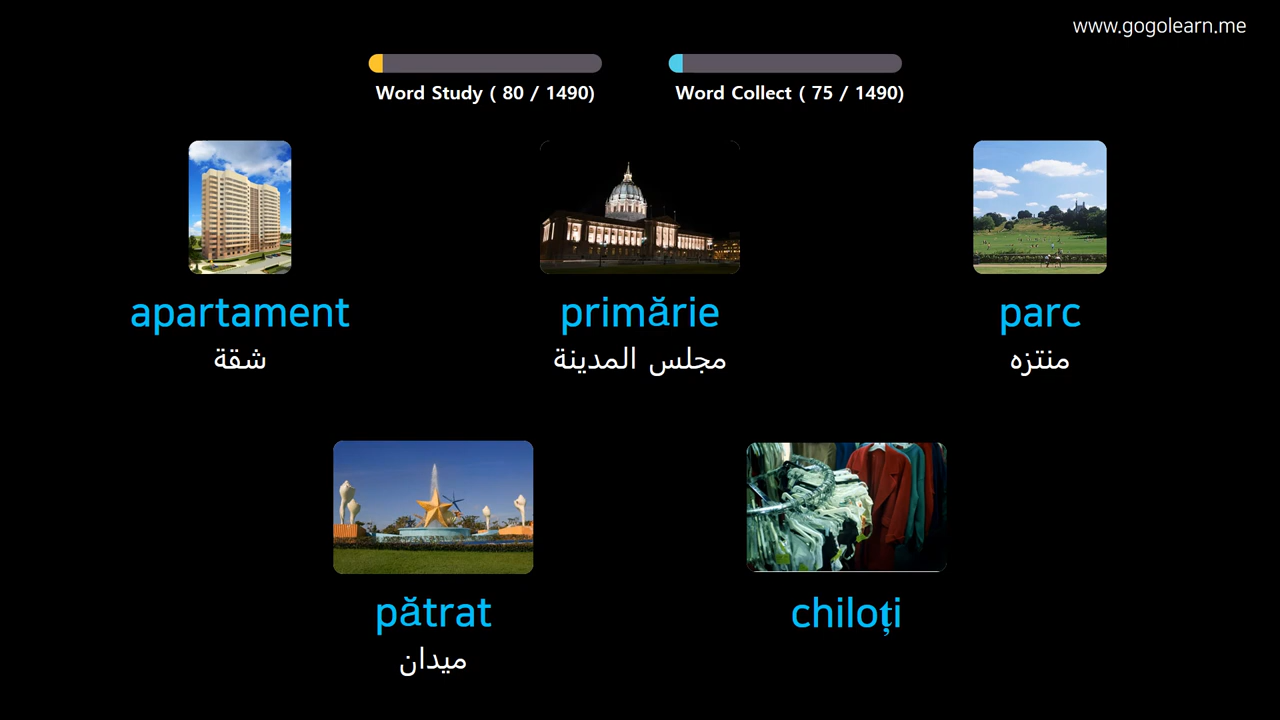 www.gogolearn.me
Word Study ( 80 / 1490)
Word Collect ( 75 / 1490)
apartament
شقة
primărie
مجلس المدينة
parc
منتزه
pătrat
ميدان
chiloți